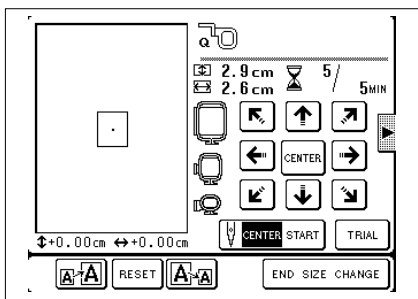 Q
2.9cm 5/
2.6cm 5MIN
CENTER
+0.00cm +0.00cm
CENTER START TRIAL
A A RESET A A END SIZE CHANGE